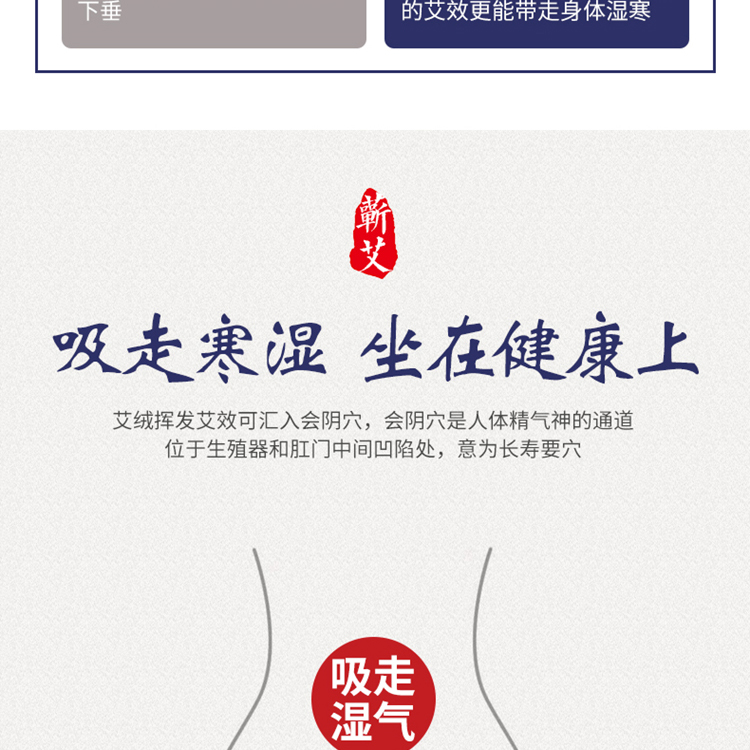 下垂
的艾效更能带走身体湿寒
蕲艾
吸走寒湿 坐在健康上
艾绒挥发艾效可汇入会阴穴，会阴穴是人体精气神的通道
位于生殖器和肛门中间凹陷处，意为长寿要穴
吸走
湿气